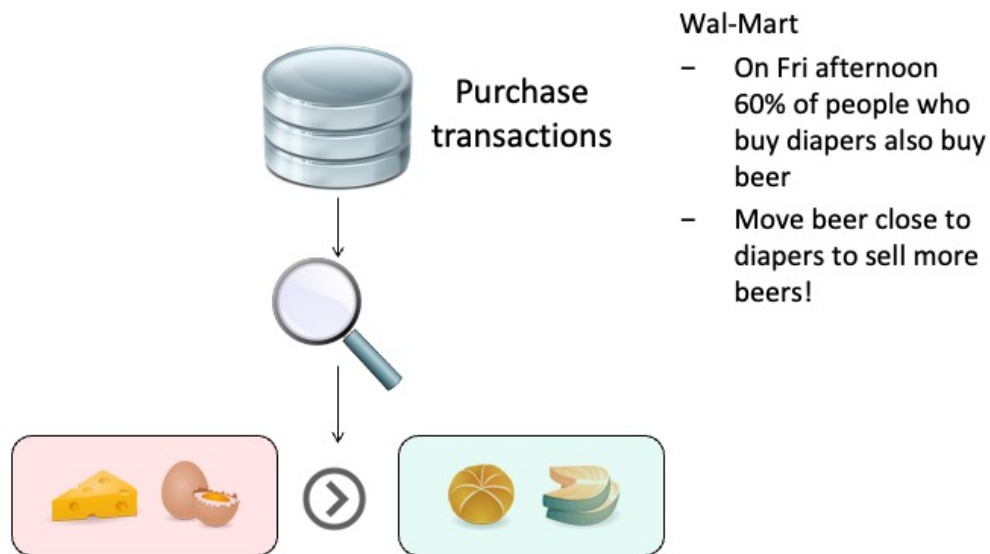 Purchase
transactions
Wal-Mart
– On Fri afternoon
60% of people who
buy diapers also buy
beer
– Move beer close to
diapers to sell more
beers!